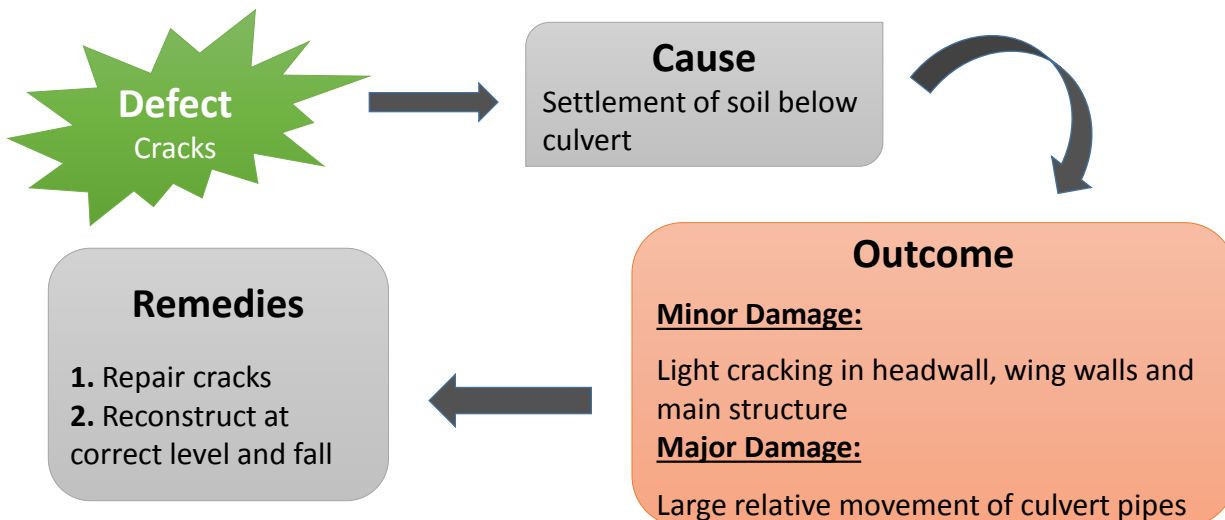 Defect
Cracks
Cause
Settlement of soil below
culvert
Outcome
Minor Damage:
Light cracking in headwall, wing walls and
main structure
Major Damage:
Large relative movement of culvert pipes
Remedies
1. Repair cracks
2. Reconstruct at
correct level and fall